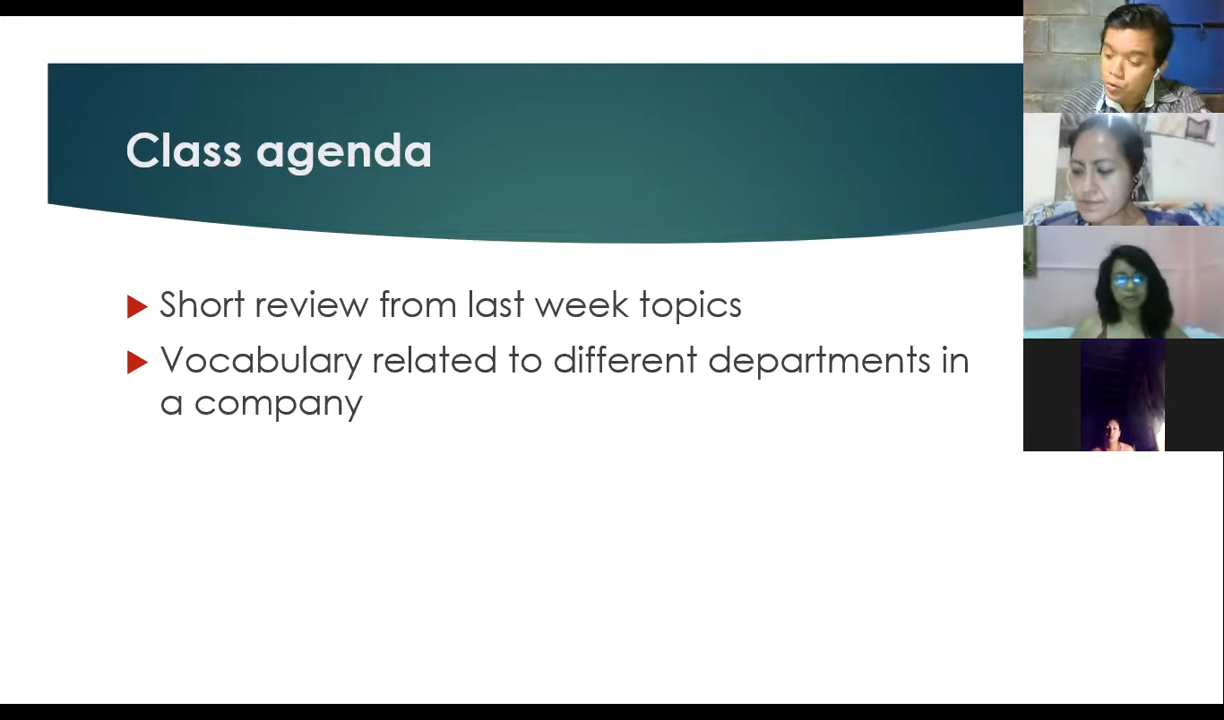 Class agenda
Short review from last week topics
Vocabulary related to different departments in
a company